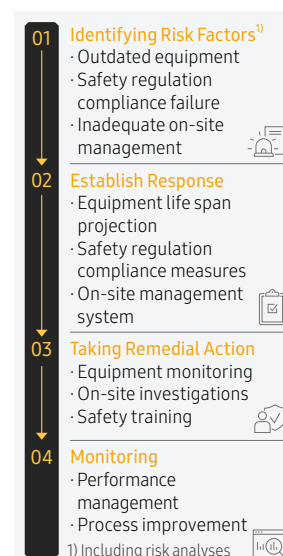 01
Identifying Risk Factors1)
· Outdated equipment
· Safety regulation
compliance failure
· Inadequate on-site
management
02
Establish Response
· Equipment life span
projection
· Safety regulation
compliance measures
· On-site management
system
03
Taking Remedial Action
· Equipment monitoring
· On-site investigations
· Safety training
04
Monitoring
· Performance
management
· Process improvement
1) Including risk analyses